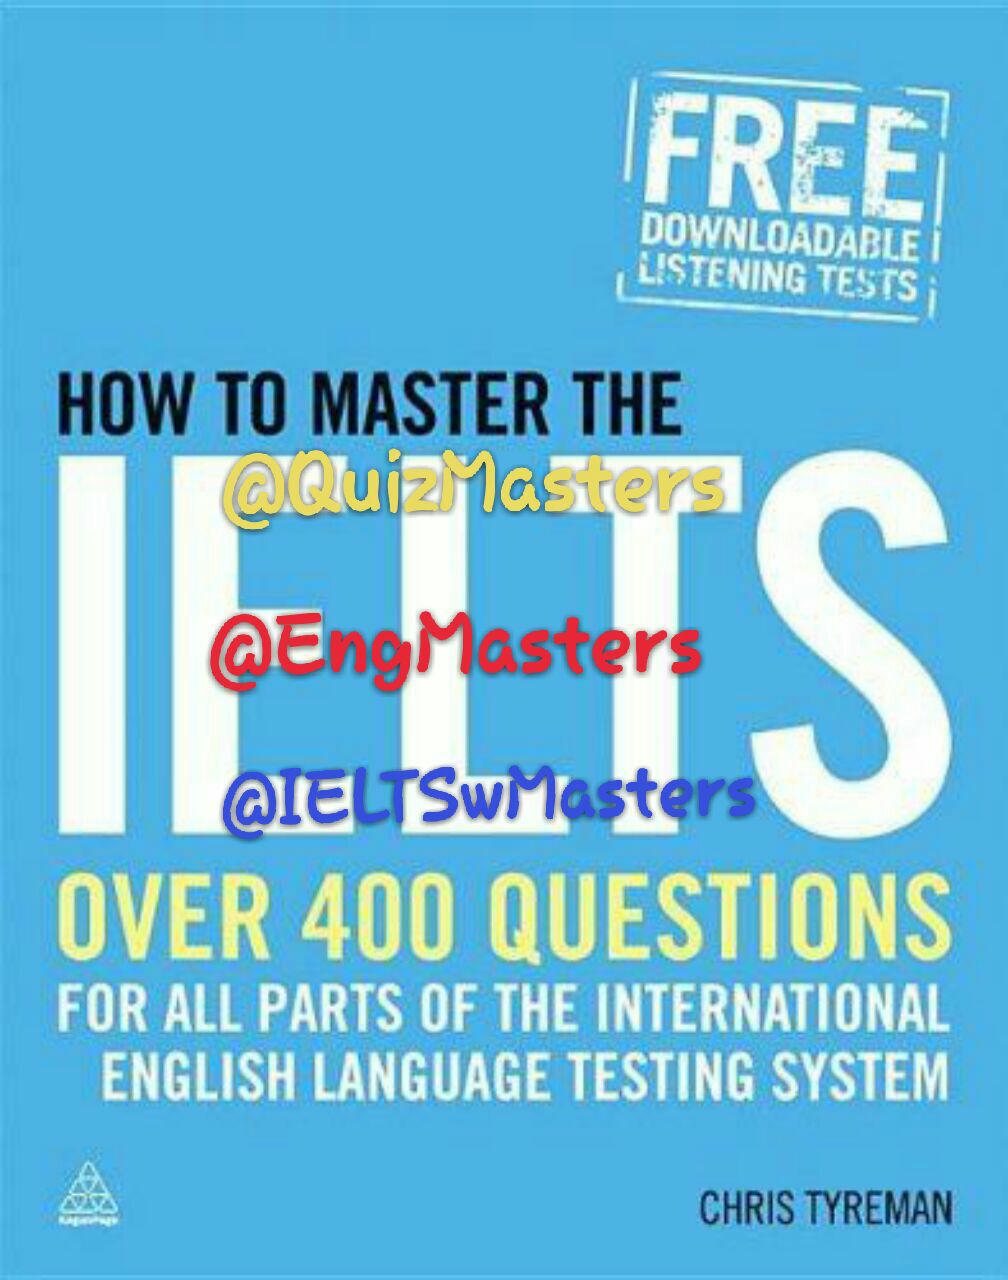 FREE
DOWNLOADABLE
LISTENING TESTS
HOW TO MASTER THE
IELTS
@QuizMasters
@EngMasters
@IELTSwMasters
OVER 400 QUESTIONS
FOR ALL PARTS OF THE INTERNATIONAL
ENGLISH LANGUAGE TESTING SYSTEM
KoganPage
CHRIS TYREMAN